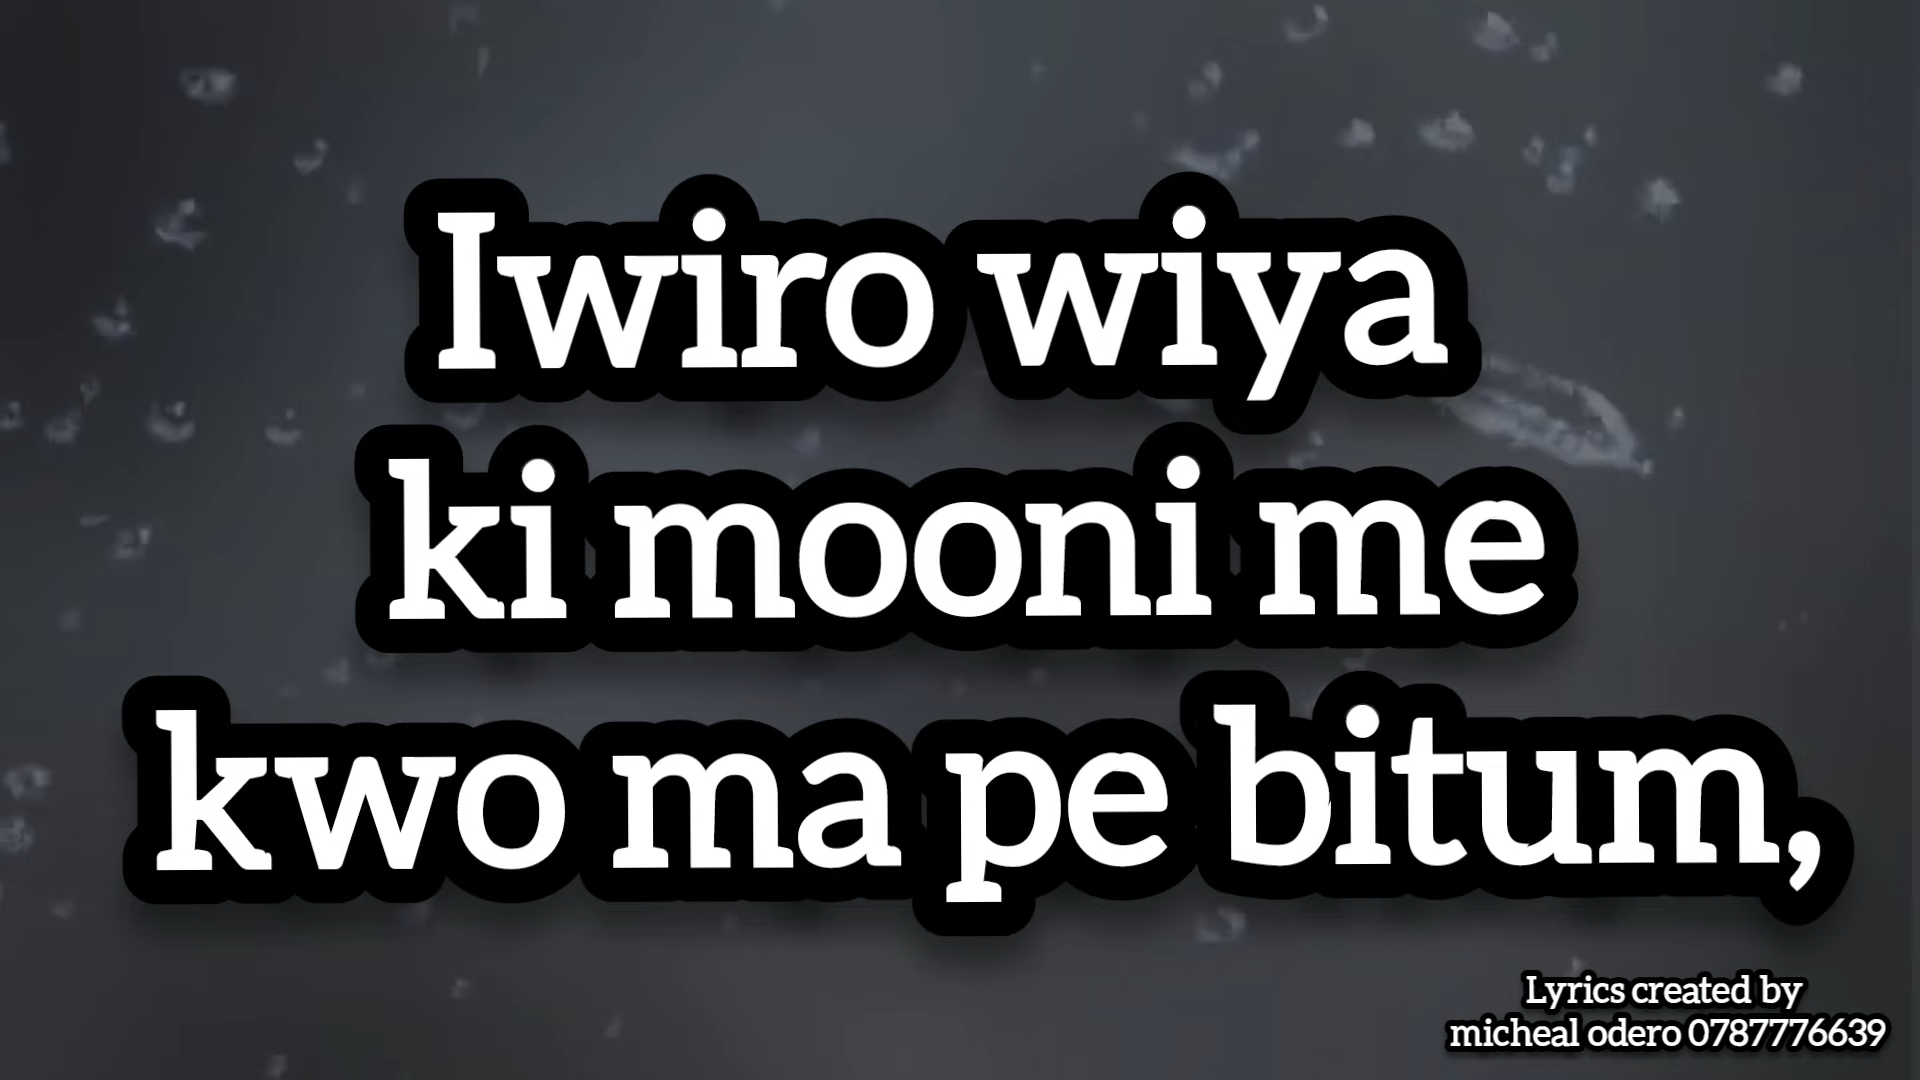 Iwiro wiya
ki mooni me
kwo ma pe bitum,
Lyrics created by
micheal odero 0787776639